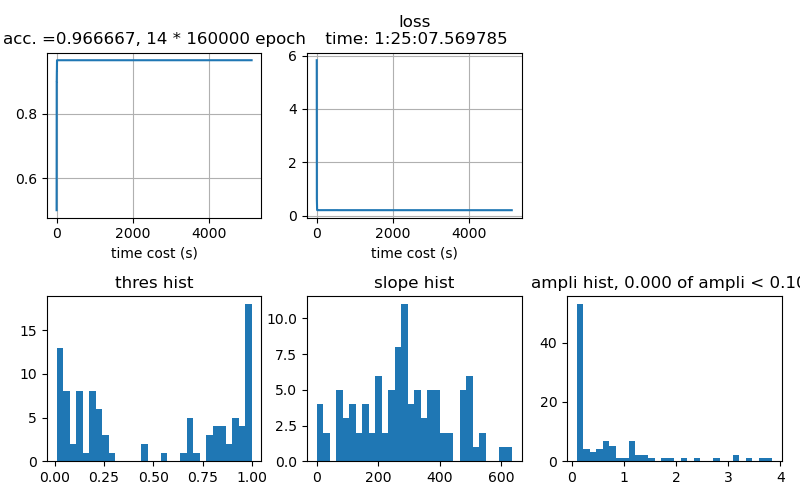 acc. =0.966667, 14 * 160000 epoch
loss
time: 1:25:07.569785
0.8
0.6
0 2000 4000
time cost (s)
6
4
2
0
0 2000 4000
time cost (s)
thres hist
15
10
5
0
0.00 0.25 0.50 0.75 1.00
slope hist
10.0
7.5
5.0
2.5
0.0
0 200 400 600
ampli hist, 0.000 of ampli < 0.10
40
20
0
0 1 2 3 4